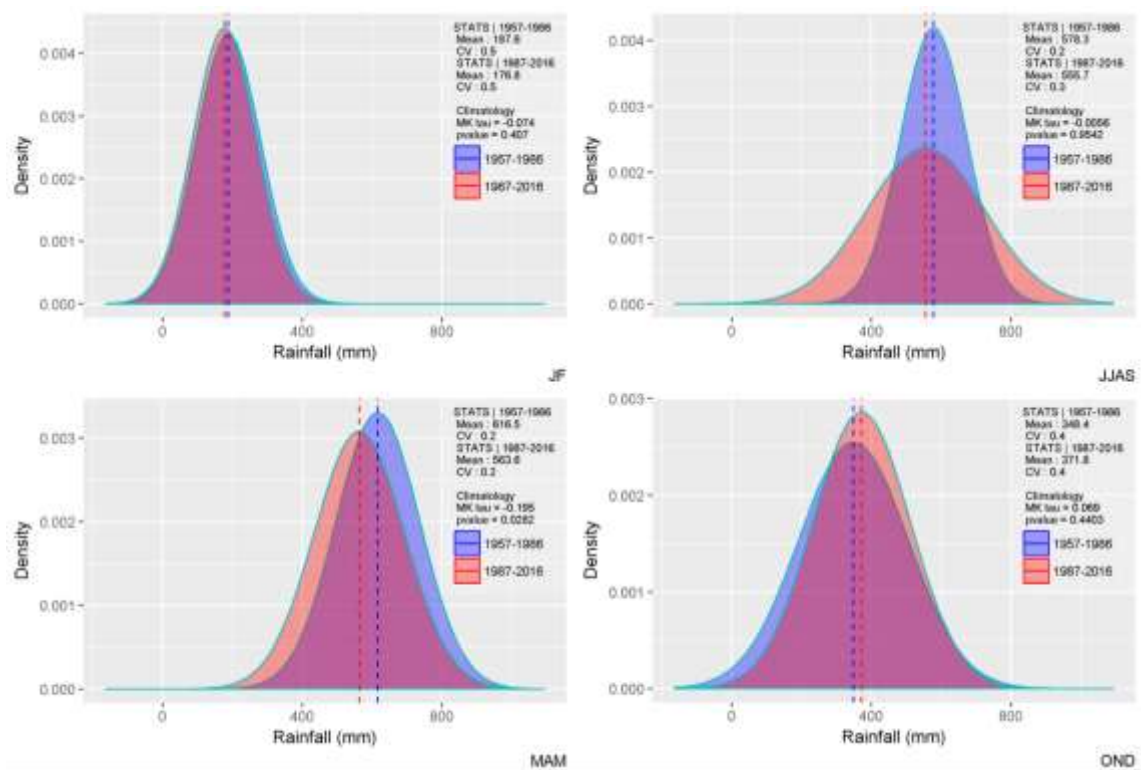 STATS | 1957-1986
Mean : 187.8
CV : 0.5
STATS | 1987-2016
Mean : 176.8
CV : 0.5
Climatology
MK tau = -0.074
pvalue = 0.407
1957-1986
1987-2016
0.004
0.003
0.002
0.001
0.000
Density
0
400
800
Rainfall (mm)
JF
STATS | 1957-1986
Mean : 578.3
CV : 0.2
STATS | 1987-2016
Mean : 555.7
CV : 0.3
Climatology
MK tau = -0.0056
pvalue = 0.9542
1957-1986
1987-2016
0.004
0.003
0.002
0.001
0.000
Density
0
400
800
Rainfall (mm)
JJAS
STATS | 1957-1986
Mean : 616.5
CV : 0.2
STATS | 1987-2016
Mean : 563.6
CV : 0.2
Climatology
MK tau = -0.195
pvalue = 0.0282
1957-1986
1987-2016
0.003
0.002
0.001
0.000
Density
0
400
800
Rainfall (mm)
MAM
STATS | 1957-1986
Mean : 348.4
CV : 0.4
STATS | 1987-2016
Mean : 371.8
CV : 0.4
Climatology
MK tau = 0.069
pvalue = 0.4403
1957-1986
1987-2016
0.003
0.002
0.001
0.000
Density
0
400
800
Rainfall (mm)
OND